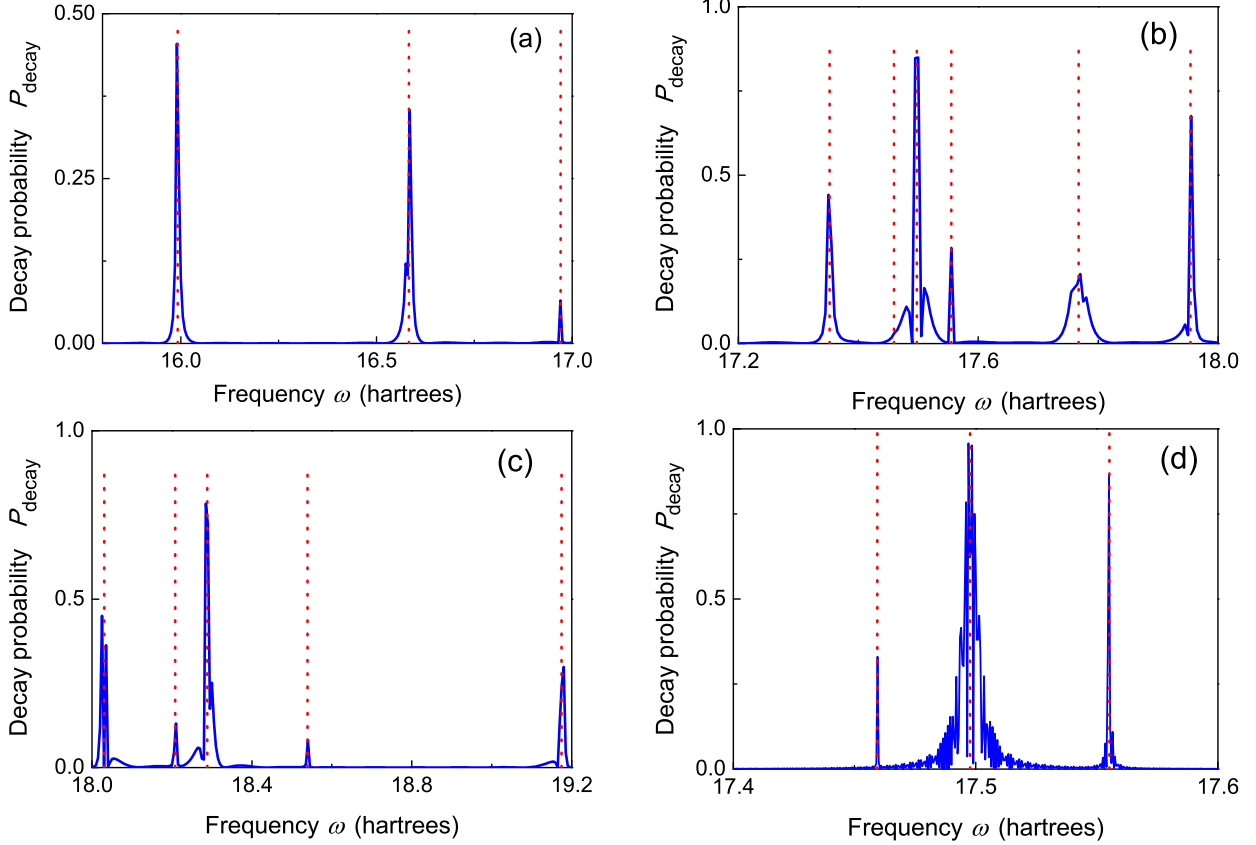 (a)
Decay probability P_decay
0.50
0.25
0.00
16.0 16.5 17.0
Frequency ω (hartrees)
(b)
Decay probability P_decay
1.0
0.5
0.0
17.2 17.6 18.0
Frequency ω (hartrees)
(c)
Decay probability P_decay
1.0
0.5
0.0
18.0 18.4 18.8 19.2
Frequency ω (hartrees)
(d)
Decay probability P_decay
1.0
0.5
0.0
17.4 17.5 17.6
Frequency ω (hartrees)